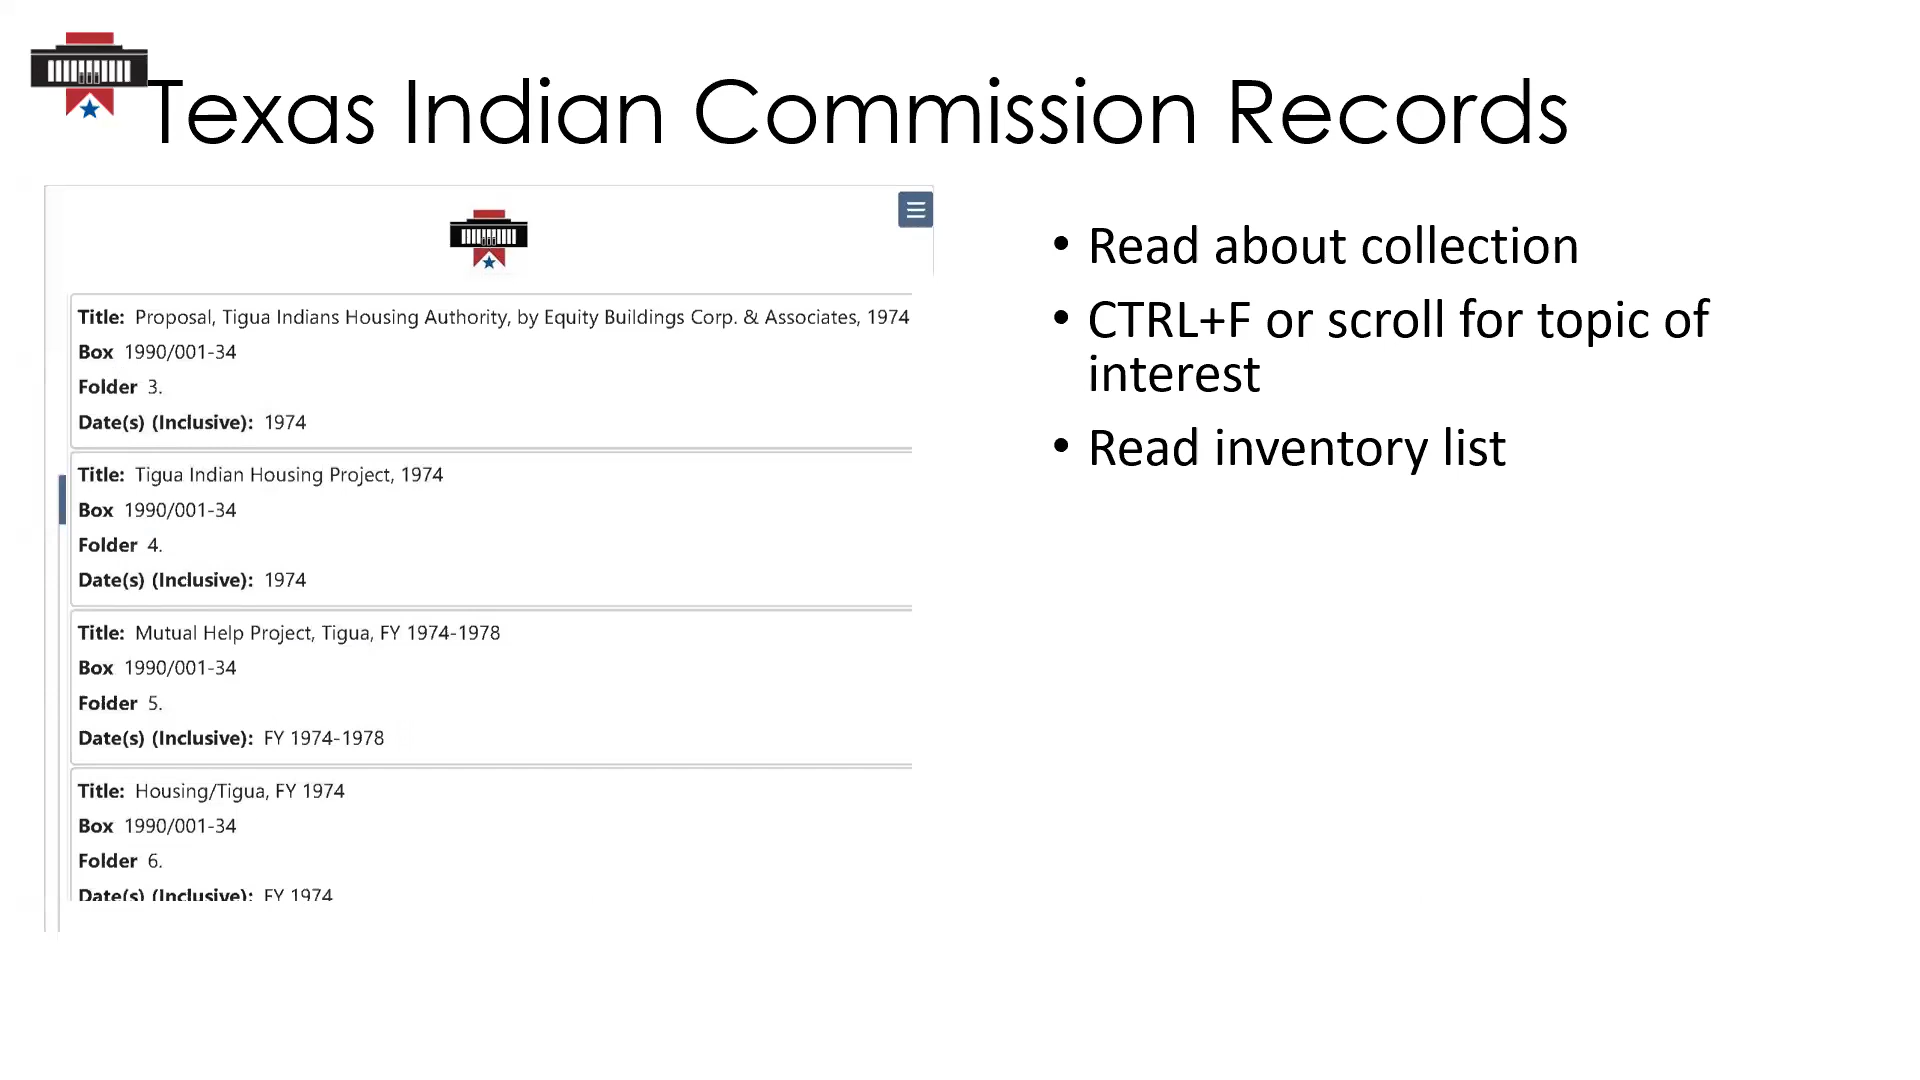 Texas Indian Commission Records
Title: Proposal, Tigua Indians Housing Authority, by Equity Buildings Corp. & Associates, 1974
Box 1990/001-34
Folder 3.
Date(s) (Inclusive): 1974
Title: Tigua Indian Housing Project, 1974
Box 1990/001-34
Folder 4.
Date(s) (Inclusive): 1974
Title: Mutual Help Project, Tigua, FY 1974-1978
Box 1990/001-34
Folder 5.
Date(s) (Inclusive): FY 1974-1978
Title: Housing/Tigua, FY 1974
Box 1990/001-34
Folder 6.
Date(s) (Inclusive): FY 1974
• Read about collection
• CTRL+F or scroll for topic of
interest
• Read inventory list